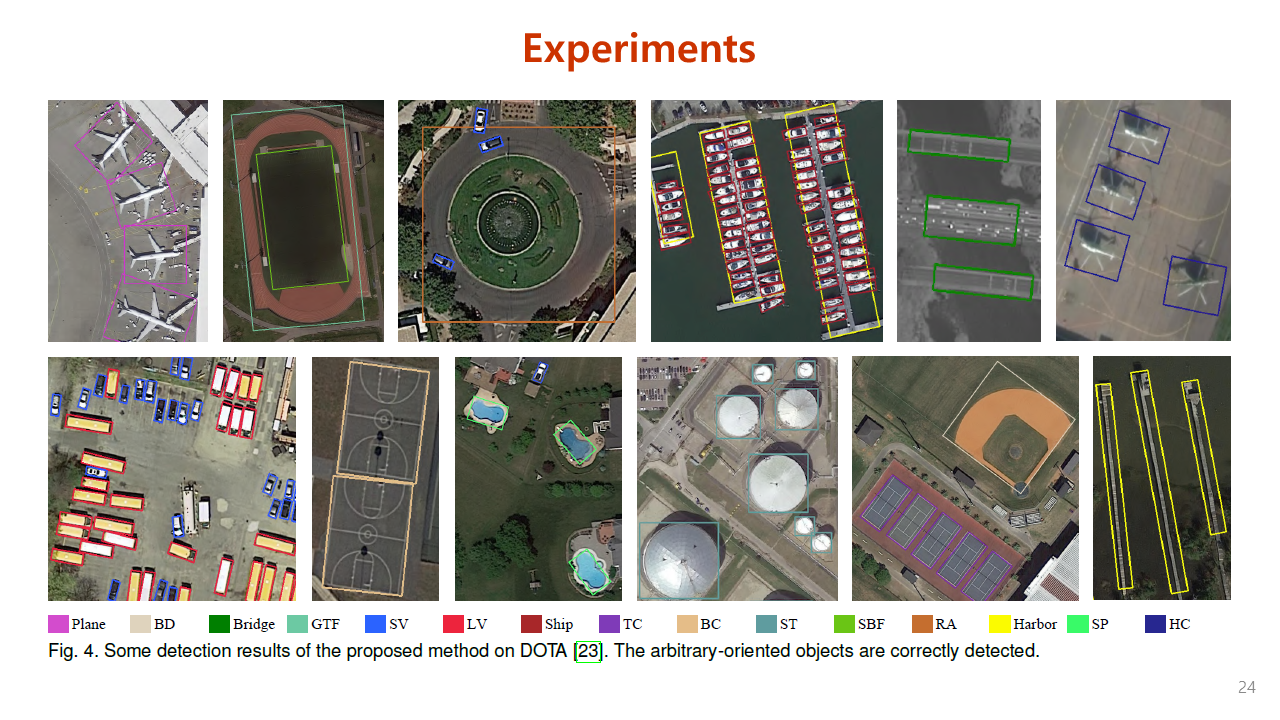 Experiments
Plane BD Bridge GTF SV LV Ship TC BC ST SBF RA Harbor SP HC
Fig. 4. Some detection results of the proposed method on DOTA [23]. The arbitrary-oriented objects are correctly detected.
24